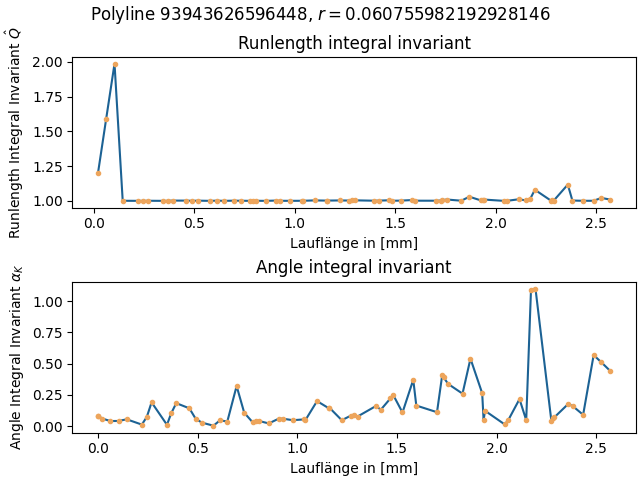 Polyline 93943626596448, r = 0.060755982192928146
Runlength integral invariant
Runlength Integral Invariant Q̂
2.00
1.75
1.50
1.25
1.00
0.0 0.5 1.0 1.5 2.0 2.5
Lauflänge in [mm]
Angle integral invariant
Angle Integral Invariant α_K
1.00
0.75
0.50
0.25
0.00
0.0 0.5 1.0 1.5 2.0 2.5
Lauflänge in [mm]